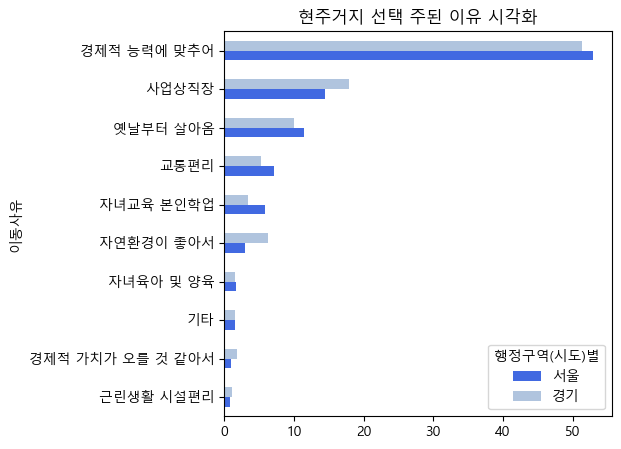 현주거지 선택 주된 이유 시각화
경제적 능력에 맞추어
사업상직장
옛날부터 살아옴
교통편리
자녀교육 본인학업
자연환경이 좋아서
자녀육아 및 양육
기타
경제적 가치가 오를 것 같아서
근린생활 시설편리
이동사유
행정구역(시도)별
서울
경기
0 10 20 30 40 50